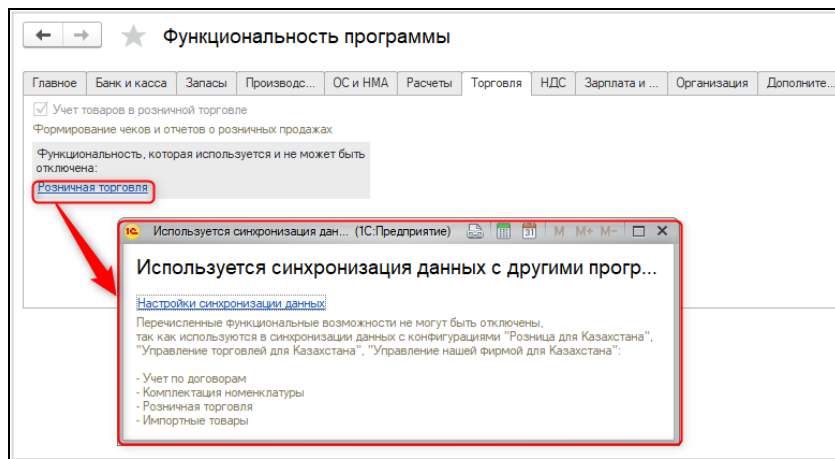 Функциональность программы
Главное Банк и касса Запасы Производс... ОС и НМА Расчеты Торговля НДС Зарплата и ... Организация Дополните...
Учет товаров в розничной торговле
Формирование чеков и отчетов о розничных продажах
Функциональность, которая используется и не может быть
отключена:
Розничная торговля
1С Используется синхронизация дан... (1С:Предприятие) 31 M M+ M-
Используется синхронизация данных с другими прогр...
Настройки синхронизации данных
Перечисленные функциональные возможности не могут быть отключены,
так как используются в синхронизации данных с конфигурациями "Розница для Казахстана",
"Управление торговлей для Казахстана", "Управление нашей фирмой для Казахстана":
- Учет по договорам
- Комплектация номенклатуры
- Розничная торговля
- Импортные товары